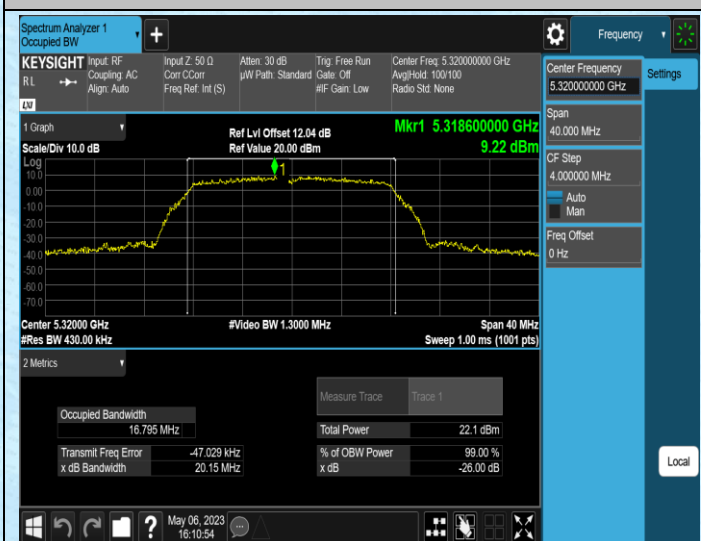 Spectrum Analyzer 1
Occupied BW
Frequency
KEYSIGHT
R L
Input: RF
Coupling: AC
Align: Auto
Input Z: 50 Ω
Corr CCorr
Freq Ref: Int (S)
Atten: 30 dB
µW Path: Standard
Trig: Free Run
Gate: Off
#IF Gain: Low
Center Freq: 5.320000000 GHz
Avg|Hold: 100/100
Radio Std: None
1 Graph
Scale/Div 10.0 dB
Ref Lvl Offset 12.04 dB
Ref Value 20.00 dBm
Mkr1 5.318600000 GHz
9.22 dBm
Log
10.0
0.00
-10.0
-20.0
-30.0
-40.0
-50.0
-60.0
-70.0
1
Center 5.32000 GHz
#Res BW 430.00 kHz
#Video BW 1.3000 MHz
Span 40 MHz
Sweep 1.00 ms (1001 pts)
2 Metrics
Measure Trace
Trace 1
Occupied Bandwidth
16.795 MHz
Total Power
22.1 dBm
Transmit Freq Error
-47.029 kHz
% of OBW Power
99.00 %
x dB Bandwidth
20.15 MHz
x dB
-26.00 dB
May 06, 2023
16:10:54
Center Frequency
5.320000000 GHz
Settings
Span
40.000 MHz
CF Step
4.000000 MHz
Auto
Man
Freq Offset
0 Hz
Local